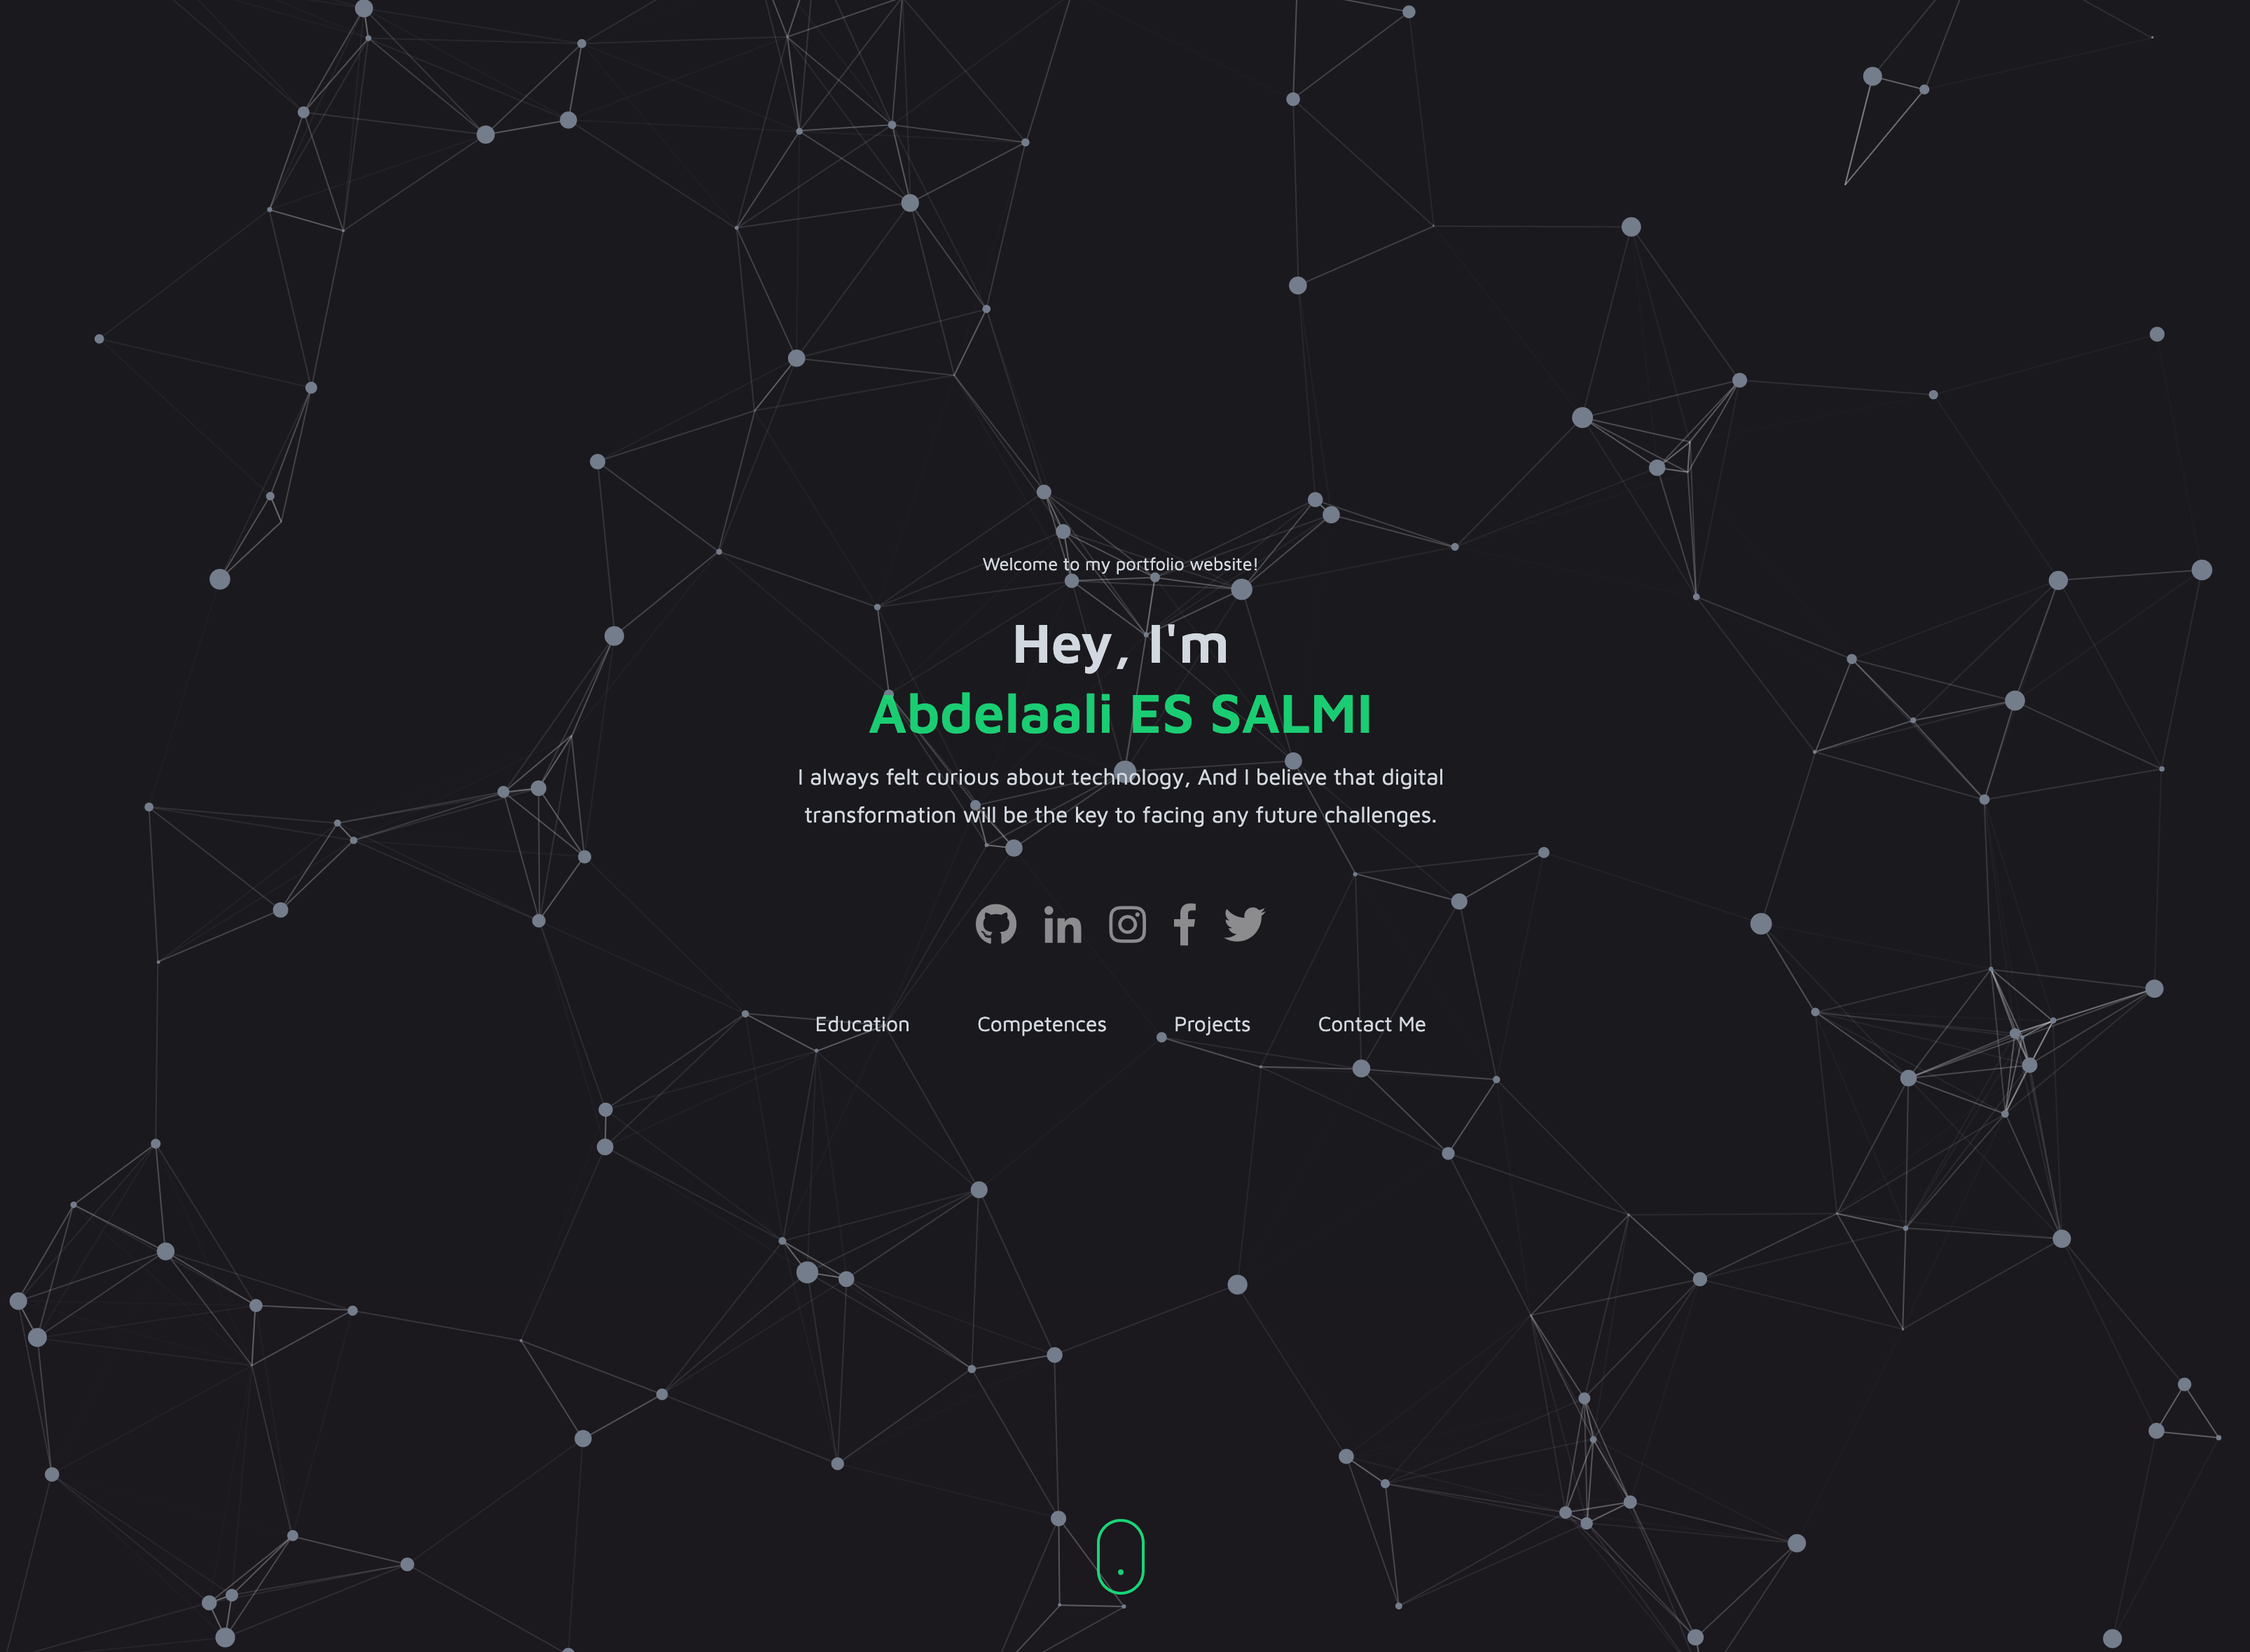 Welcome to my portfolio website!
Hey, I'm
Abdelaali ES SALMI
I always felt curious about technology, And I believe that digital
transformation will be the key to facing any future challenges.
Education Competences Projects Contact Me